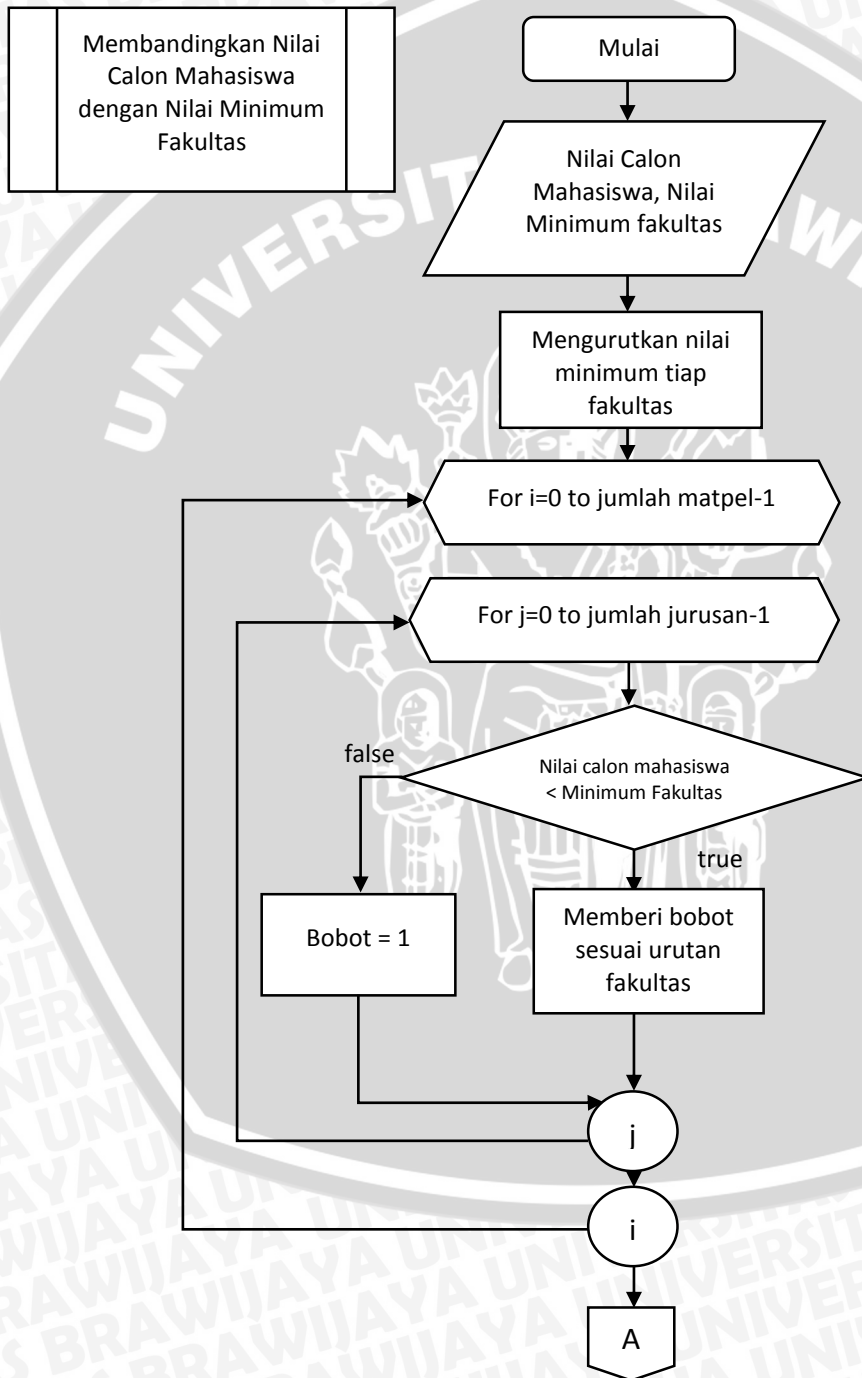 Membandingkan Nilai
Calon Mahasiswa
dengan Nilai Minimum
Fakultas
Mulai
Nilai Calon
Mahasiswa, Nilai
Minimum fakultas
Mengurutkan nilai
minimum tiap
fakultas
For i=0 to jumlah matpel-1
For j=0 to jumlah jurusan-1
false
Nilai calon mahasiswa
< Minimum Fakultas
true
Bobot = 1
Memberi bobot
sesuai urutan
fakultas
j
i
A